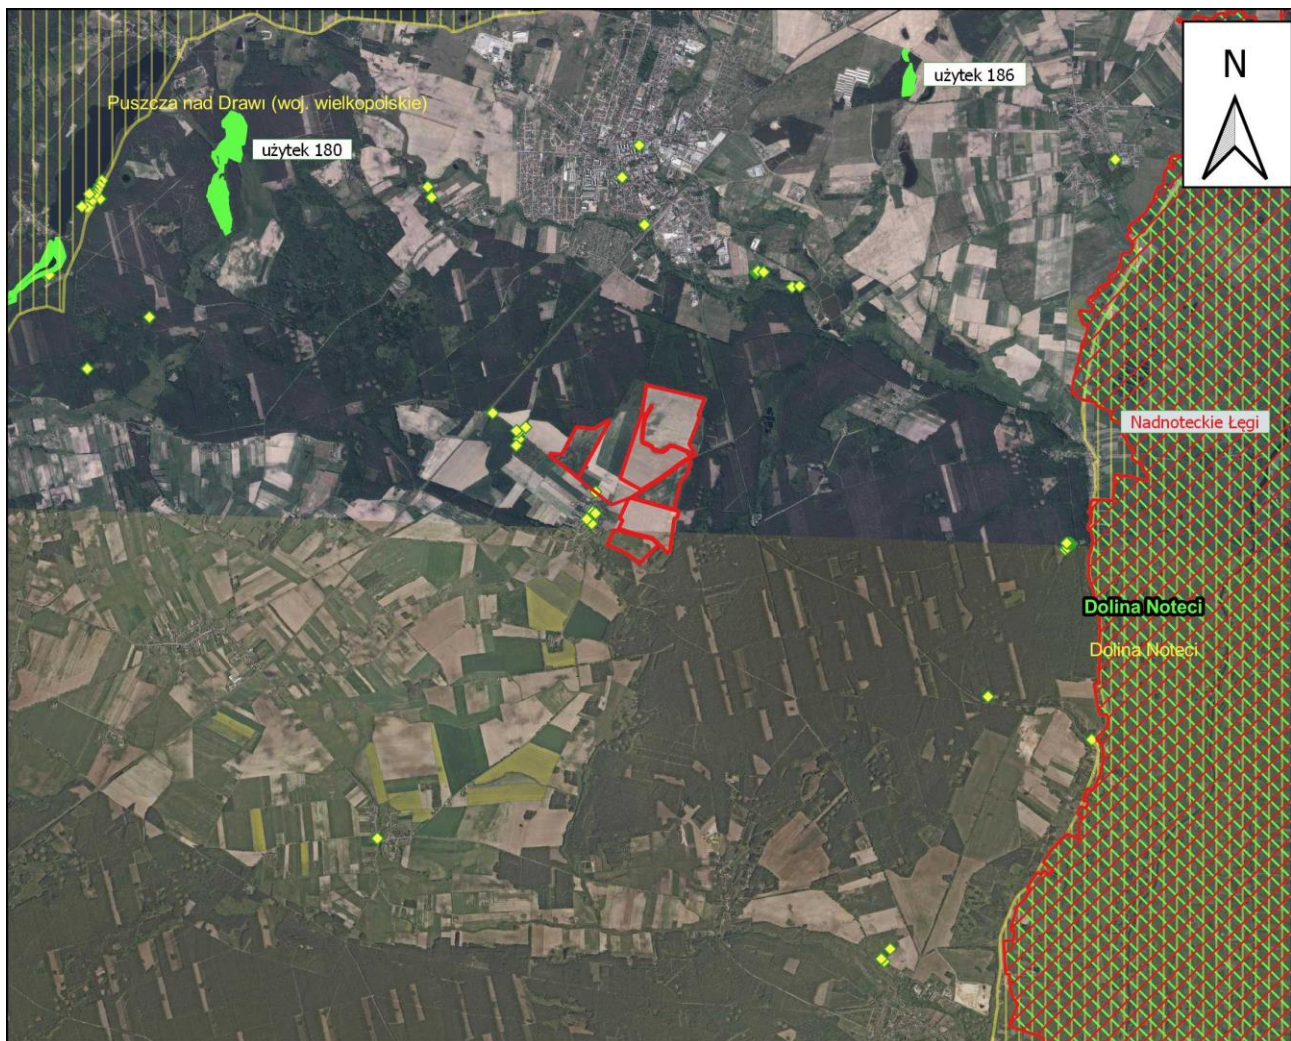 N
użytek 186
Puszcza nad Drawi (woj. wielkopolskie)
użytek 180
Nadnoteckie Łęgi
Dolina Noteci
Dolina Noteci